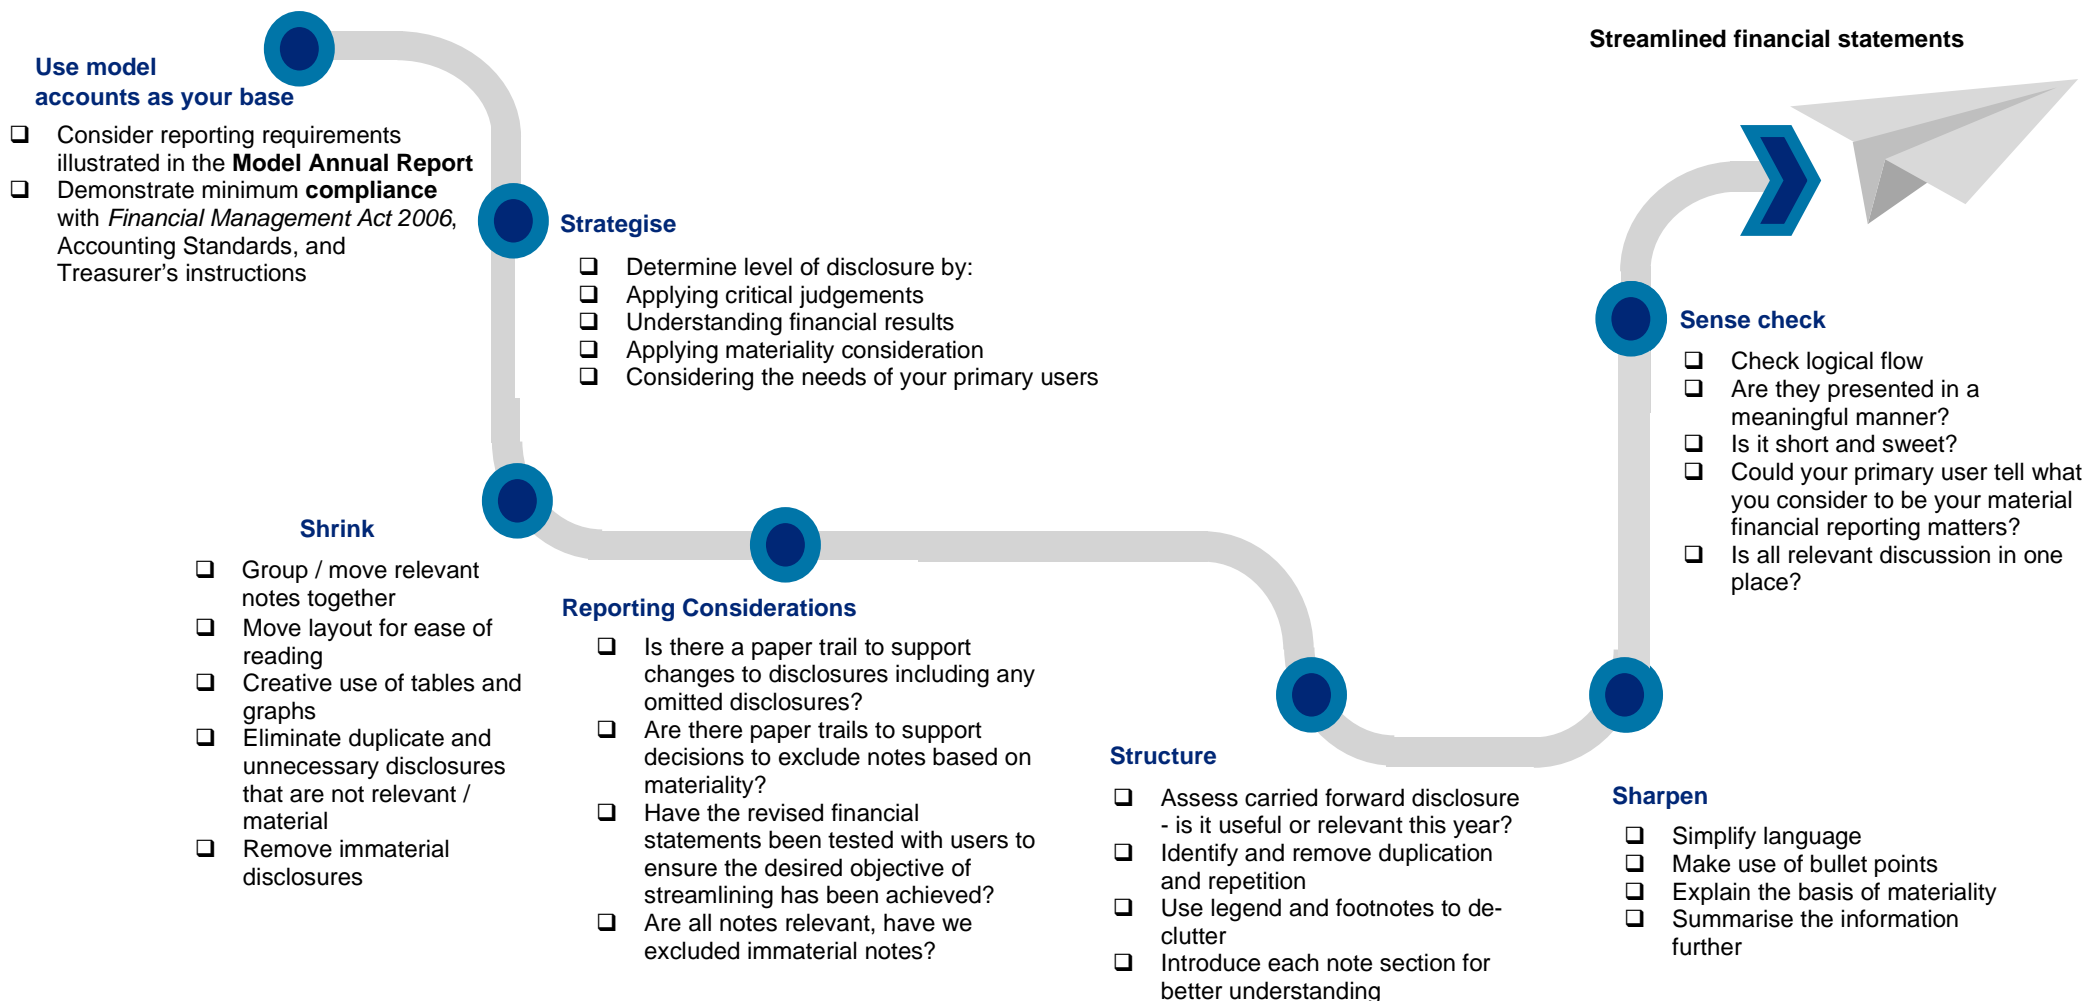 Streamlined financial statements
Use model
accounts as your base
❑ Consider reporting requirements
illustrated in the Model Annual Report
❑ Demonstrate minimum compliance
with Financial Management Act 2006,
Accounting Standards, and
Treasurer’s instructions
Strategise
❑ Determine level of disclosure by:
❑ Applying critical judgements
❑ Understanding financial results
❑ Applying materiality consideration
❑ Considering the needs of your primary users
Shrink
❑ Group / move relevant
notes together
❑ Move layout for ease of
reading
❑ Creative use of tables and
graphs
❑ Eliminate duplicate and
unnecessary disclosures
that are not relevant /
material
❑ Remove immaterial
disclosures
Reporting Considerations
❑ Is there a paper trail to support
changes to disclosures including any
omitted disclosures?
❑ Are there paper trails to support
decisions to exclude notes based on
materiality?
❑ Have the revised financial
statements been tested with users to
ensure the desired objective of
streamlining has been achieved?
❑ Are all notes relevant, have we
excluded immaterial notes?
Structure
❑ Assess carried forward disclosure
- is it useful or relevant this year?
❑ Identify and remove duplication
and repetition
❑ Use legend and footnotes to de-
clutter
❑ Introduce each note section for
better understanding
Sharpen
❑ Simplify language
❑ Make use of bullet points
❑ Explain the basis of materiality
❑ Summarise the information
further
Sense check
❑ Check logical flow
❑ Are they presented in a
meaningful manner?
❑ Is it short and sweet?
❑ Could your primary user tell what
you consider to be your material
financial reporting matters?
❑ Is all relevant discussion in one
place?